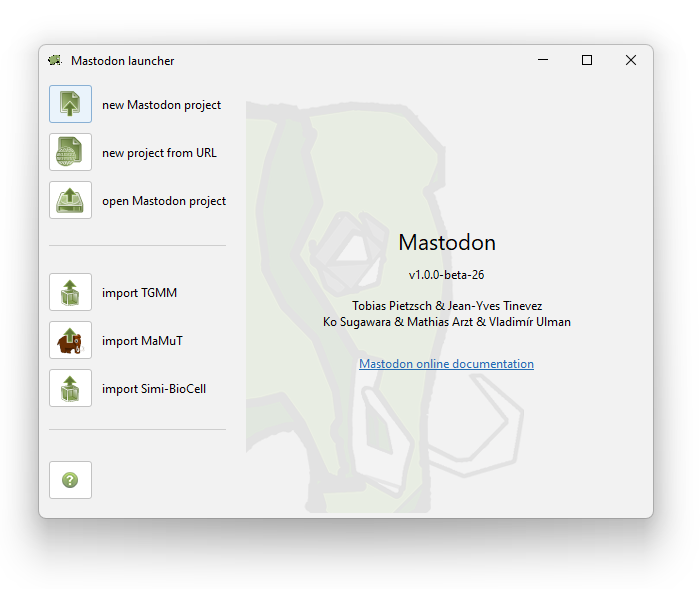 Mastodon launcher
new Mastodon project
new project from URL
open Mastodon project
import TGMM
import MaMuT
import Simi-BioCell
?
Mastodon
v1.0.0-beta-26
Tobias Pietzsch & Jean-Yves Tinevez
Ko Sugawara & Mathias Arzt & Vladimír Ulman
Mastodon online documentation